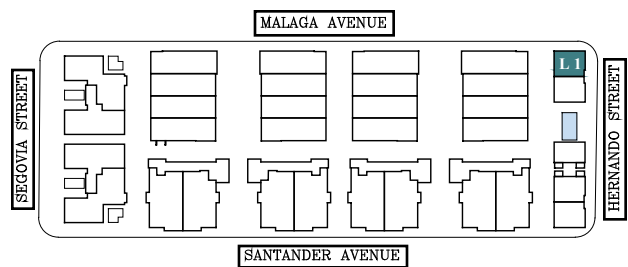 MALAGA AVENUE
SEGOVIA STREET
L 1
HERNANDO STREET
SANTANDER AVENUE